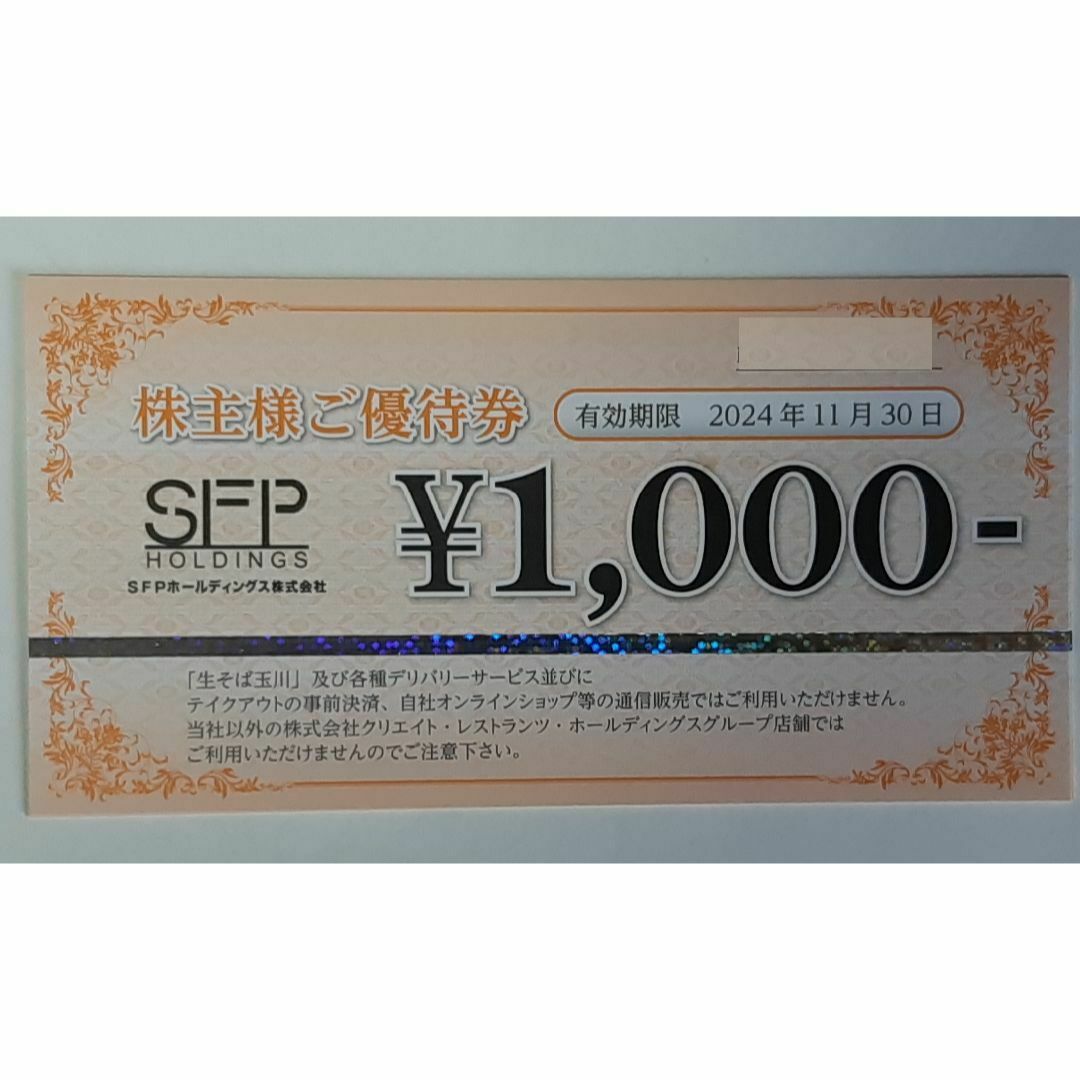 株主様ご優待券
有効期限 2024年11月30日
SFP
HOLDINGS
SFPホールディングス株式会社
¥1,000-
「生そば玉川」及び各種デリバリーサービス並びに
テイクアウトの事前決済、自社オンラインショップ等の通信販売ではご利用いただけません。
当社以外の株式会社クリエイト・レストランツ・ホールディングスグループ店舗では
ご利用いただけませんのでご注意下さい。